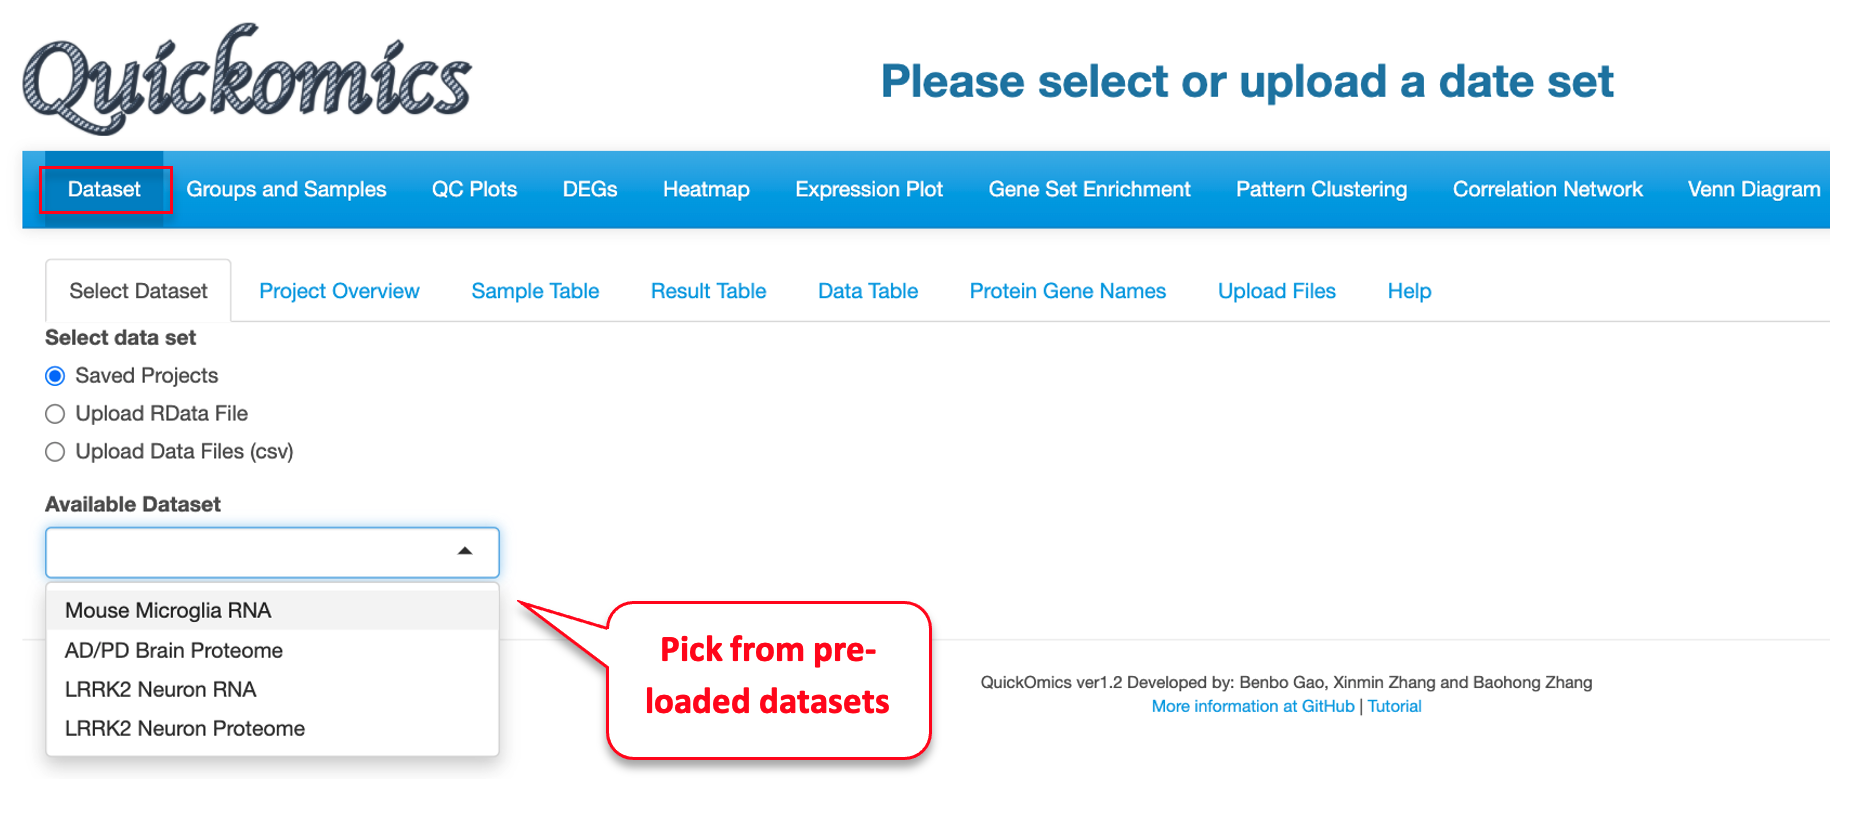 Quickomics
Please select or upload a date set
Dataset Groups and Samples QC Plots DEGs Heatmap Expression Plot Gene Set Enrichment Pattern Clustering Correlation Network Venn Diagram
Select Dataset Project Overview Sample Table Result Table Data Table Protein Gene Names Upload Files Help
Select data set
Saved Projects
Upload RData File
Upload Data Files (csv)
Available Dataset
Mouse Microglia RNA
AD/PD Brain Proteome
LRRK2 Neuron RNA
LRRK2 Neuron Proteome
Pick from pre-
loaded datasets
QuickOmics ver1.2 Developed by: Benbo Gao, Xinmin Zhang and Baohong Zhang
More information at GitHub | Tutorial